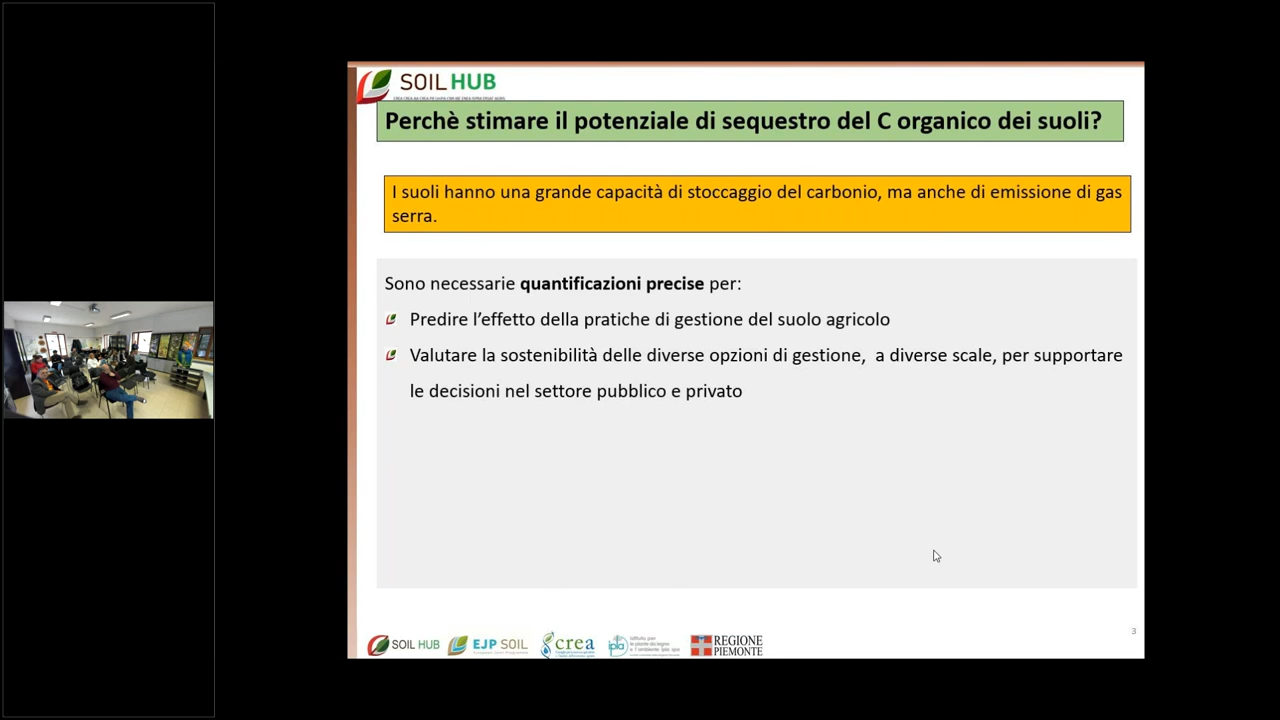 SOIL HUB
Perchè stimare il potenziale di sequestro del C organico dei suoli?
I suoli hanno una grande capacità di stoccaggio del carbonio, ma anche di emissione di gas
serra.
Sono necessarie quantificazioni precise per:
Predire l’effetto della pratiche di gestione del suolo agricolo
Valutare la sostenibilità delle diverse opzioni di gestione,  a diverse scale, per supportare
le decisioni nel settore pubblico e privato
3
SOIL HUB
EJP SOIL
crea
ipla
REGIONE
PIEMONTE